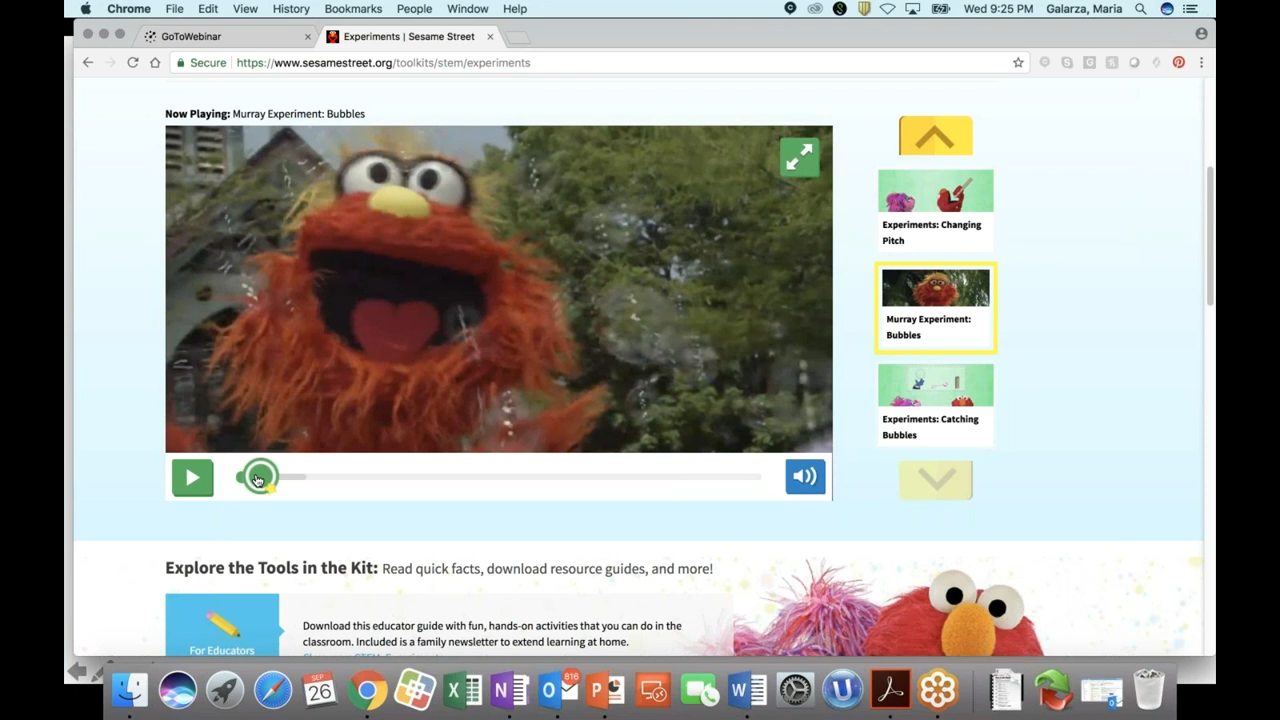 Chrome File Edit View History Bookmarks People Window Help Wed 9:25 PM Galarza, Maria
GoToWebinar Experiments | Sesame Street
Secure https://www.sesamestreet.org/toolkits/stem/experiments
Now Playing: Murray Experiment: Bubbles
Experiments: Changing
Pitch
Murray Experiment:
Bubbles
Experiments: Catching
Bubbles
Explore the Tools in the Kit: Read quick facts, download resource guides, and more!
For Educators
Download this educator guide with fun, hands-on activities that you can do in the
classroom. Included is a family newsletter to extend learning at home.
SEP
26
816